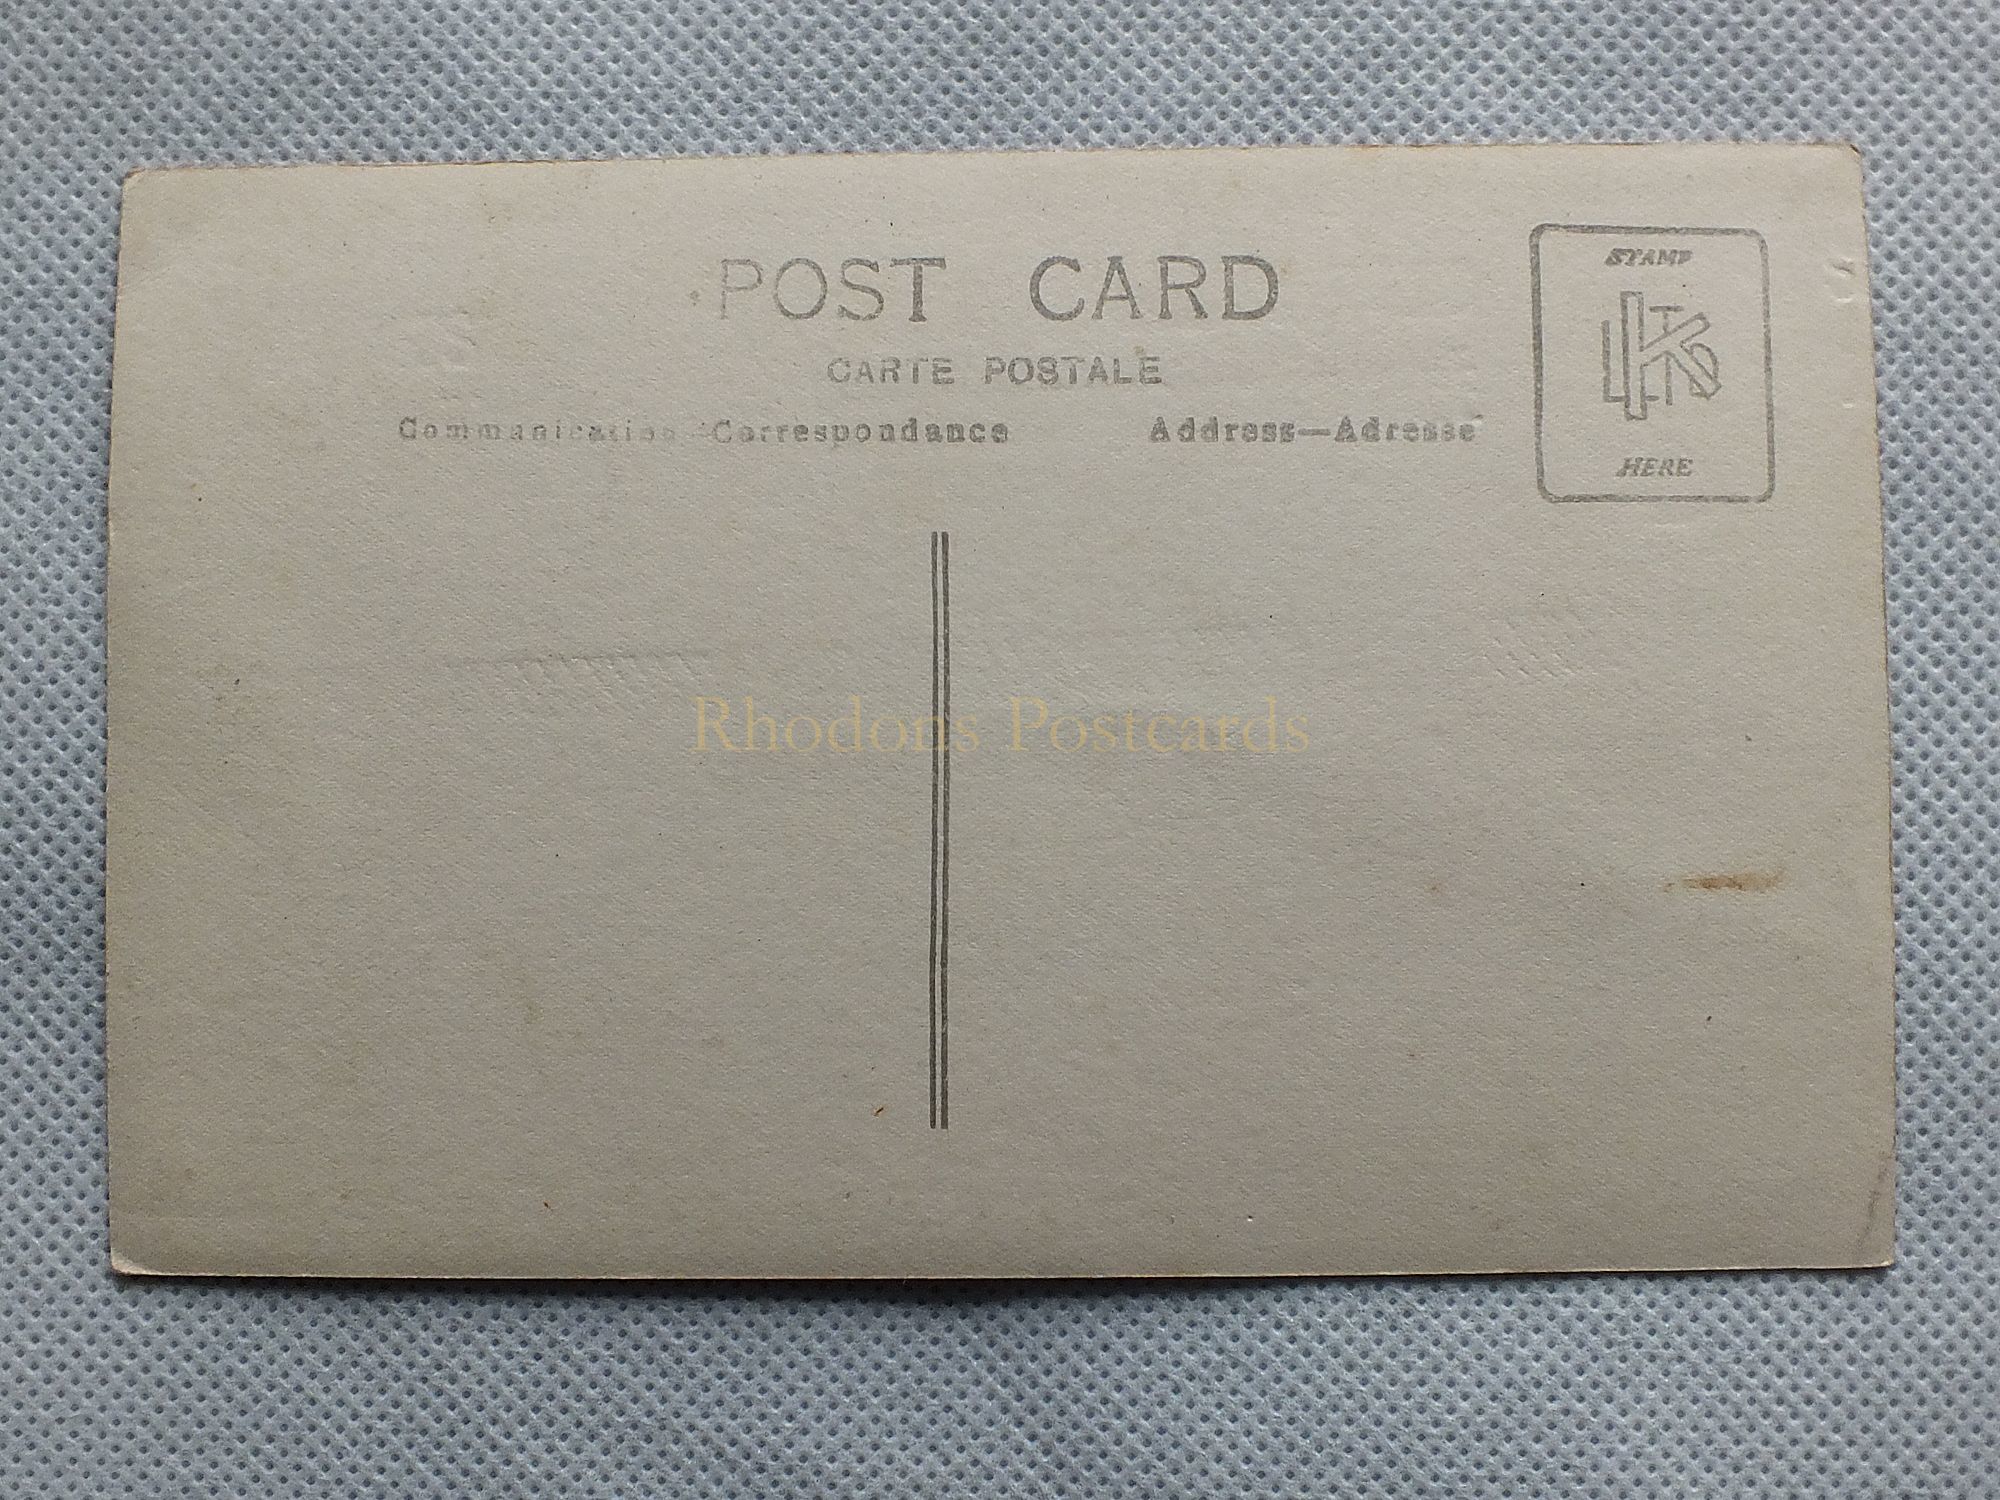 POST CARD
CARTE POSTALE
Communication Correspondance
Address—Adresse
STAMP
HERE
Rhodons Postcards